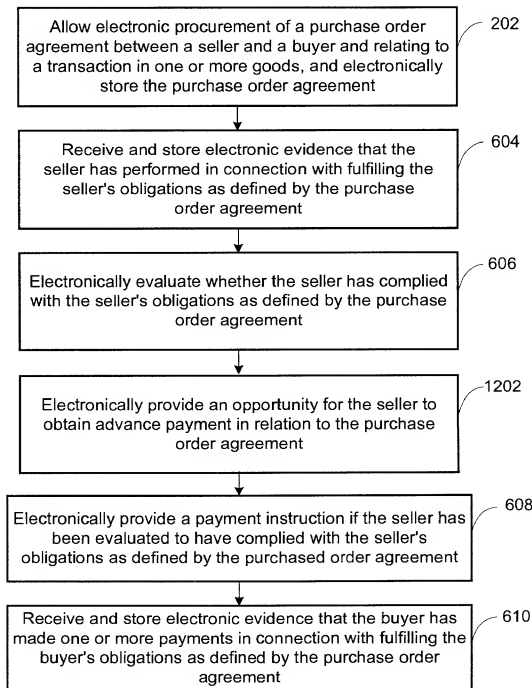 Allow electronic procurement of a purchase order
agreement between a seller and a buyer and relating to
a transaction in one or more goods, and electronically
store the purchase order agreement
202
Receive and store electronic evidence that the
seller has performed in connection with fulfilling the
seller's obligations as defined by the purchase
order agreement
604
Electronically evaluate whether the seller has complied
with the seller's obligations as defined by the purchase
order agreement
606
Electronically provide an opportunity for the seller to
obtain advance payment in relation to the purchase
order agreement
1202
Electronically provide a payment instruction if the seller has
been evaluated to have complied with the seller's
obligations as defined by the purchased order agreement
608
Receive and store electronic evidence that the buyer has
made one or more payments in connection with fulfilling the
buyer's obligations as defined by the purchase order
agreement
610